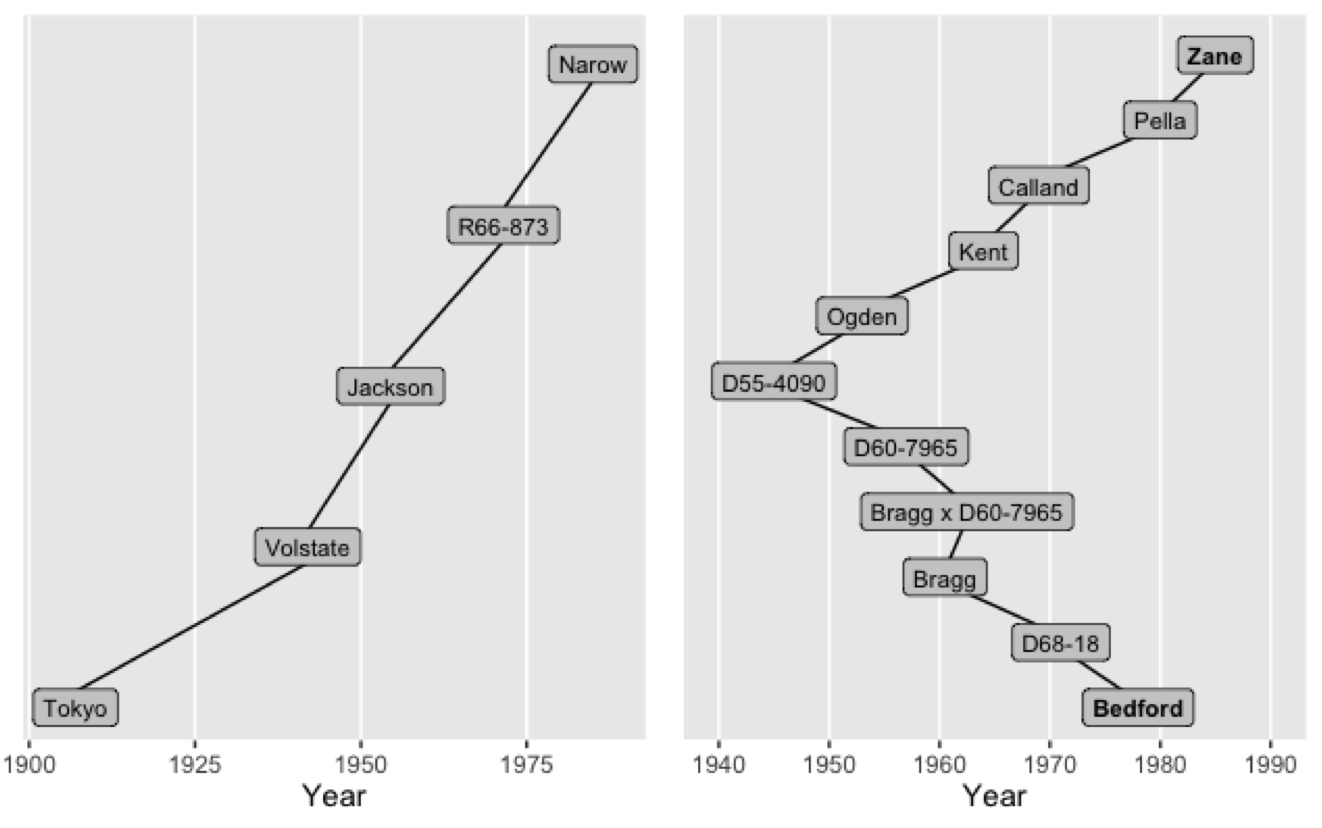 Narow
R66-873
Jackson
Volstate
Tokyo
1900 1925 1950 1975
Year
Zane
Pella
Calland
Kent
Ogden
D55-4090
D60-7965
Bragg x D60-7965
Bragg
D68-18
Bedford
1940 1950 1960 1970 1980 1990
Year